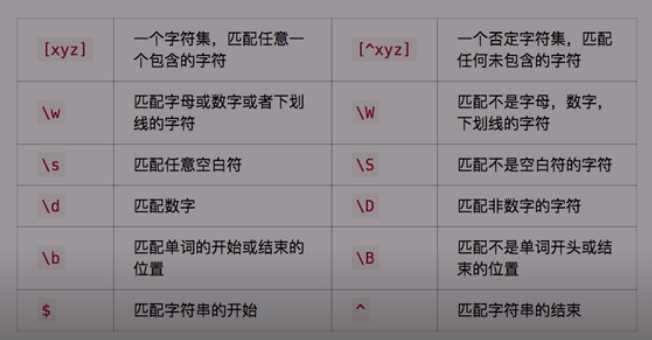 [xyz]
一个字符集，匹配任意一
个包含的字符
[^xyz]
一个否定字符集，匹配
任何未包含的字符
\w
匹配字母或数字或者下划
线的字符
\W
匹配不是字母，数字，
下划线的字符
\s
匹配任意空白符
\S
匹配不是空白符的字符
\d
匹配数字
\D
匹配非数字的字符
\b
匹配单词的开始或结束的
位置
\B
匹配不是单词开头或结
束的位置
$
匹配字符串的开始
^
匹配字符串的结束